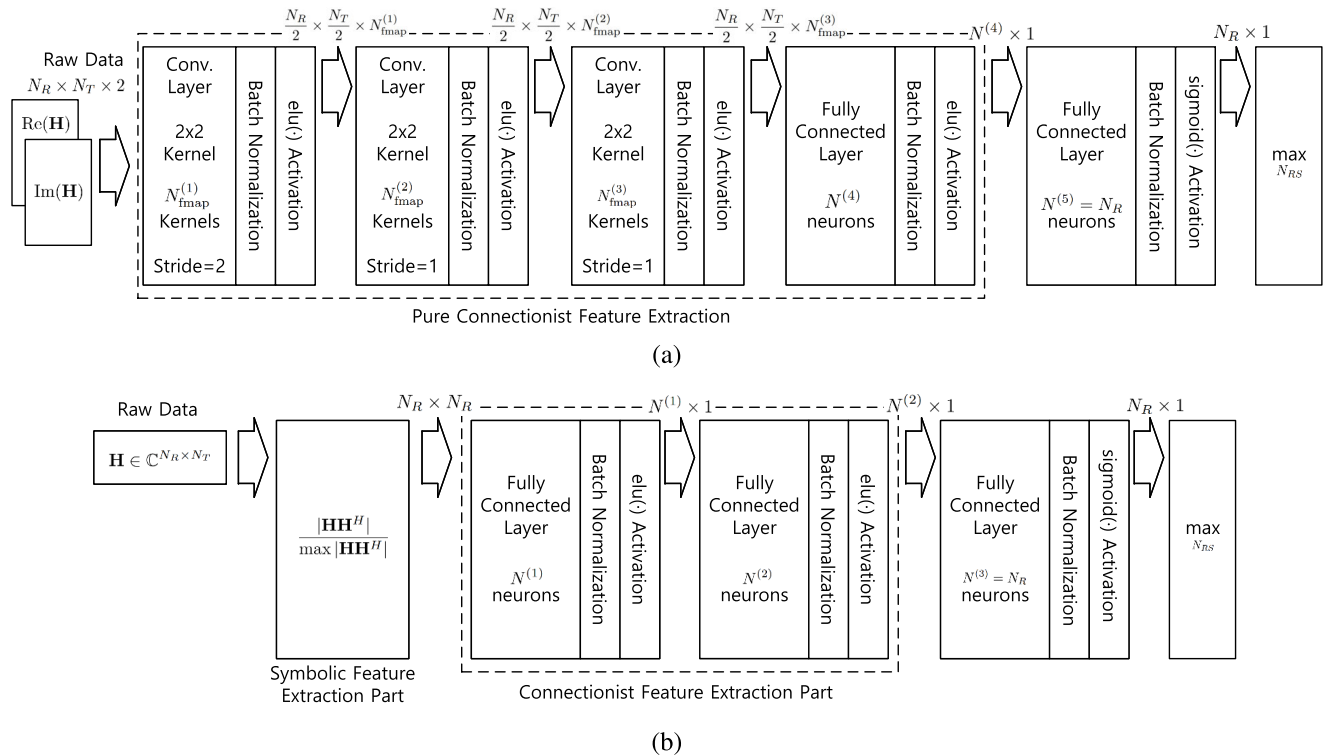 N_R/2 × N_T/2 × N_fmap^(1)
N_R/2 × N_T/2 × N_fmap^(2)
N_R/2 × N_T/2 × N_fmap^(3)
N^(4) × 1
N_R × 1
Raw Data
N_R × N_T × 2
Re(H)
Im(H)
Conv.
Layer
2x2
Kernel
N_fmap^(1)
Kernels
Stride=2
Batch Normalization
elu(·) Activation
Conv.
Layer
2x2
Kernel
N_fmap^(2)
Kernels
Stride=1
Batch Normalization
elu(·) Activation
Conv.
Layer
2x2
Kernel
N_fmap^(3)
Kernels
Stride=1
Batch Normalization
elu(·) Activation
Fully
Connected
Layer
N^(4)
neurons
Batch Normalization
elu(·) Activation
Fully
Connected
Layer
N^(5) = N_R
neurons
Batch Normalization
sigmoid(·) Activation
max
N_RS
Pure Connectionist Feature Extraction
(a)
Raw Data
H ∈ ℂ^(N_R×N_T)
|HH^H|
max |HH^H|
Symbolic Feature
Extraction Part
N_R × N_R
N^(1) × 1
N^(2) × 1
N_R × 1
Fully
Connected
Layer
N^(1)
neurons
Batch Normalization
elu(·) Activation
Fully
Connected
Layer
N^(2)
neurons
Batch Normalization
elu(·) Activation
Connectionist Feature Extraction Part
Fully
Connected
Layer
N^(3) = N_R
neurons
Batch Normalization
sigmoid(·) Activation
max
N_RS
(b)